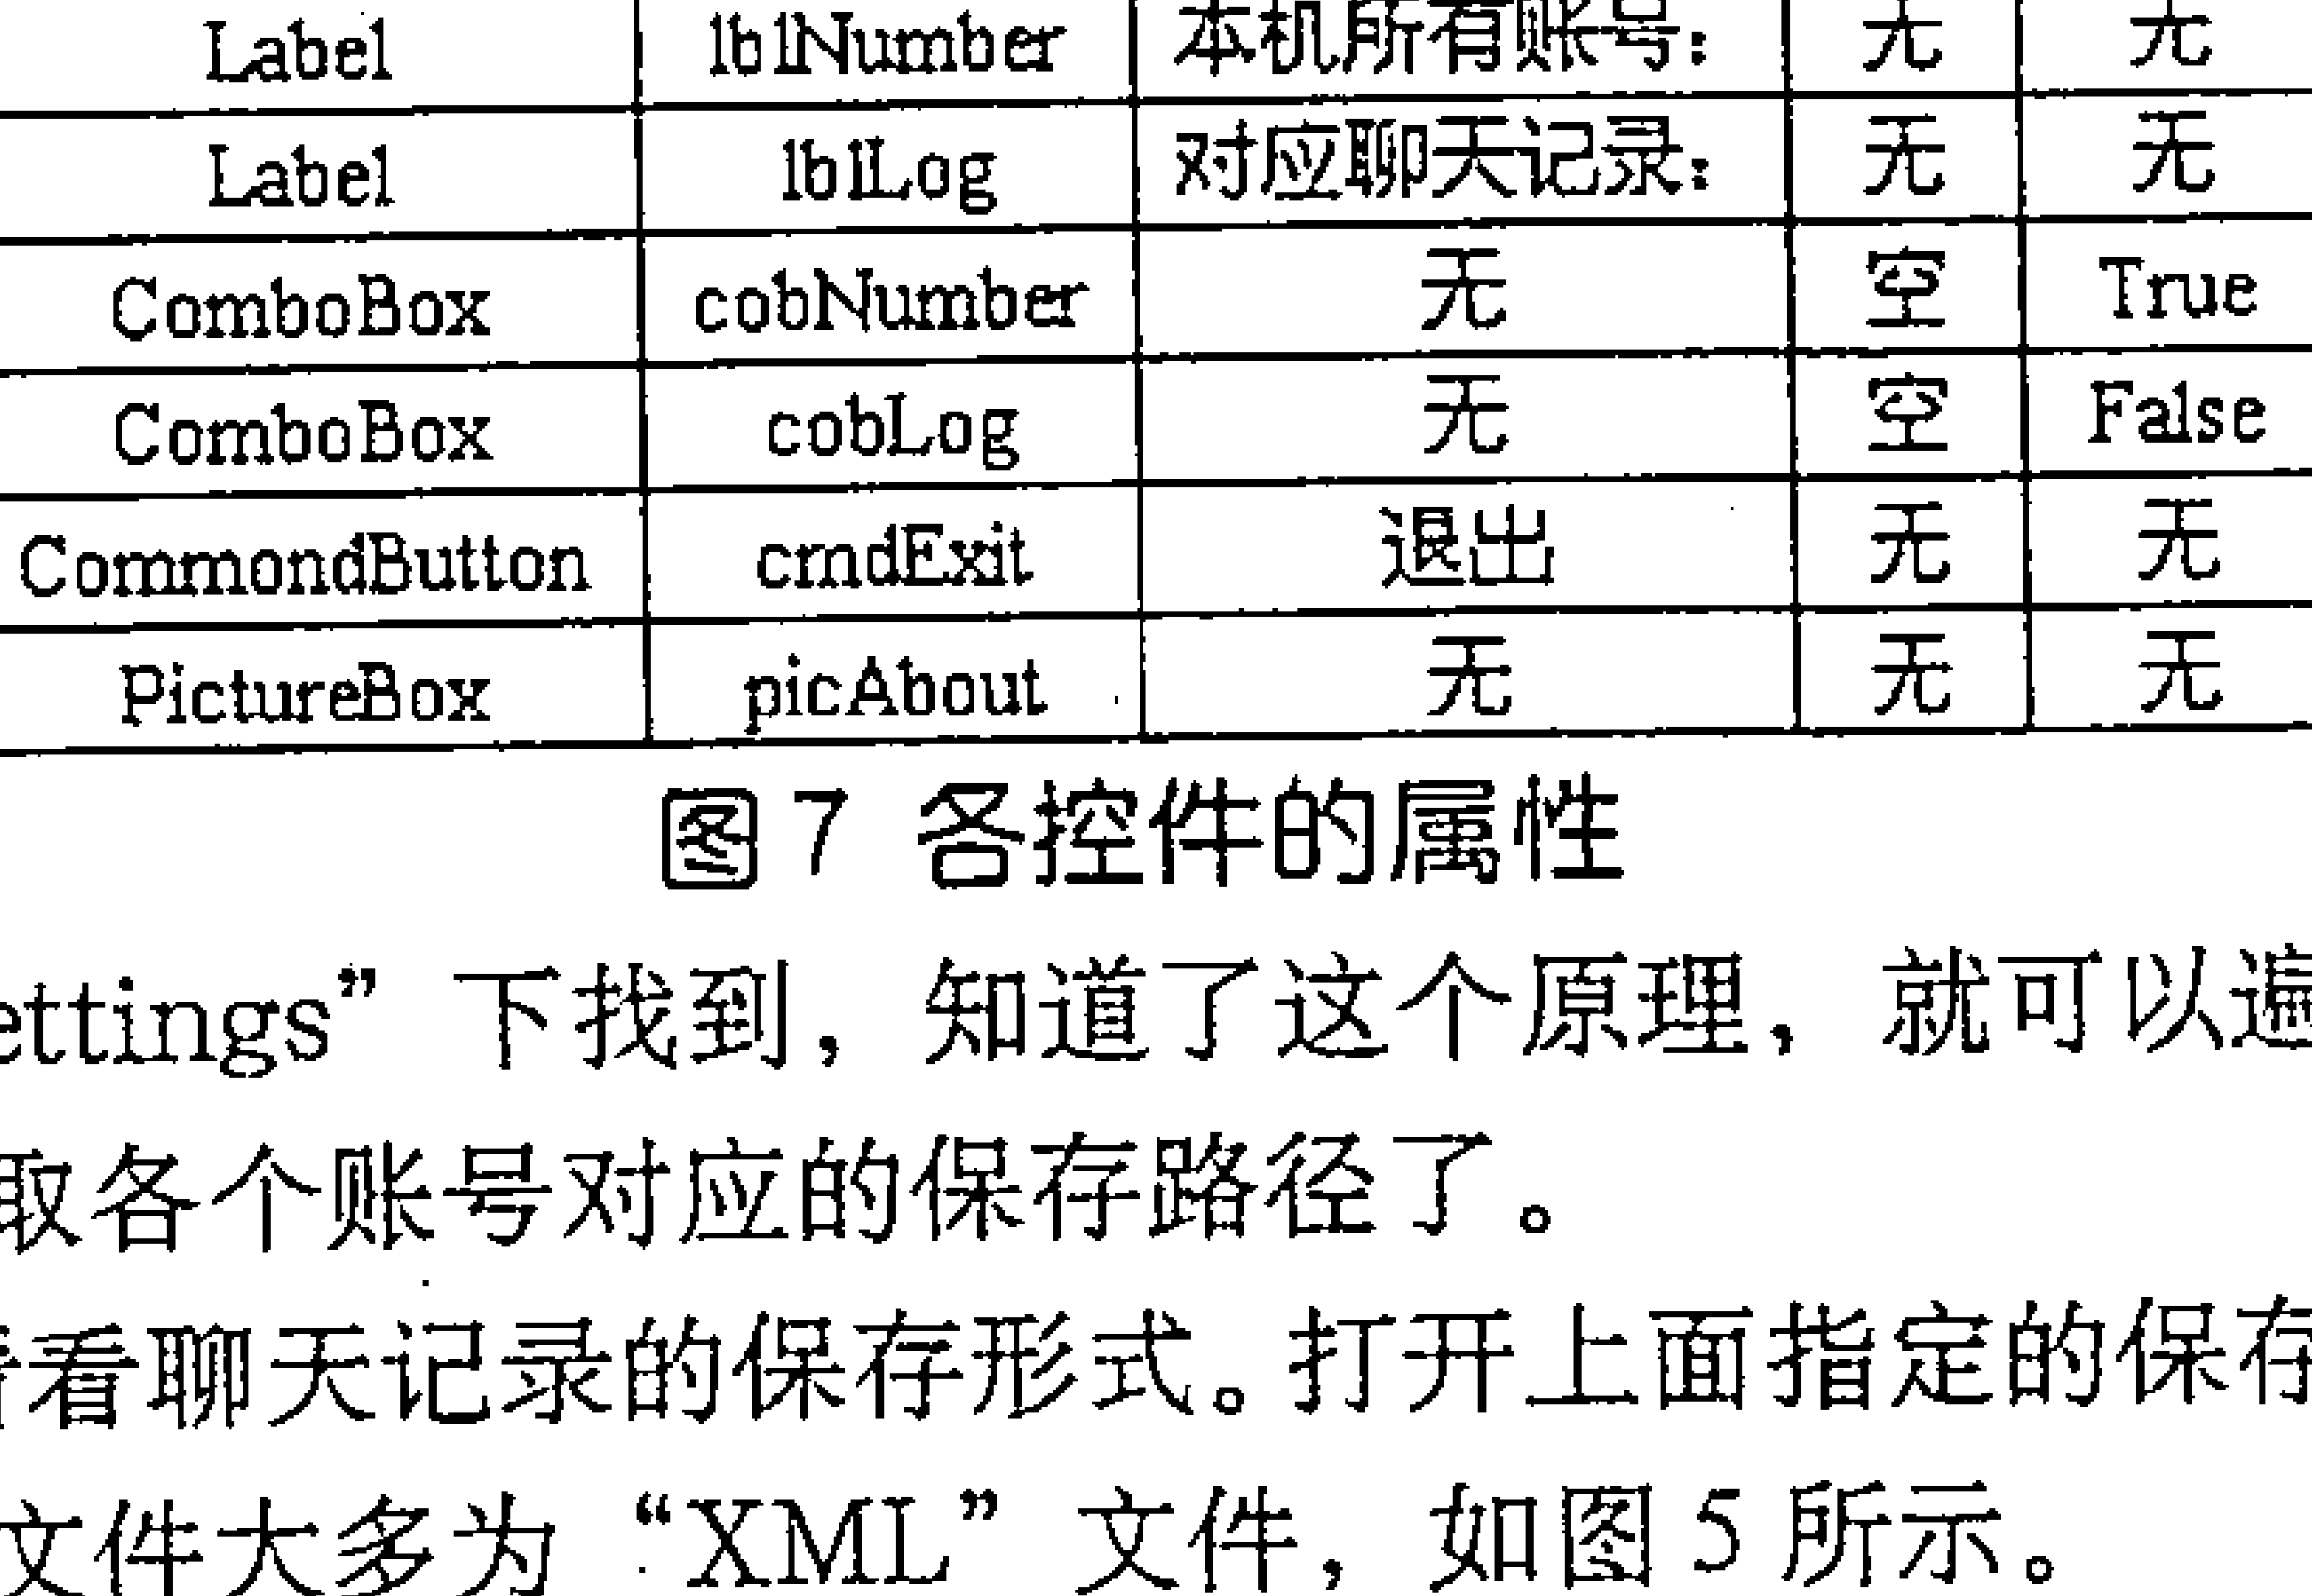 Label lblNumber 本机所有账号： 无 无
Label lblLog 对应聊天记录： 无 无
ComboBox cobNumber 无 空 True
ComboBox cobLog 无 空 False
CommondButton cmdExit 退出 无 无
PictureBox picAbout 无 无 无
图 7 各控件的属性
ettings” 下找到，知道了这个原理，就可以遍
取各个账号对应的保存路径了。
看聊天记录的保存形式。打开上面指定的保存
文件大多为 “XML” 文件，如图 5 所示。